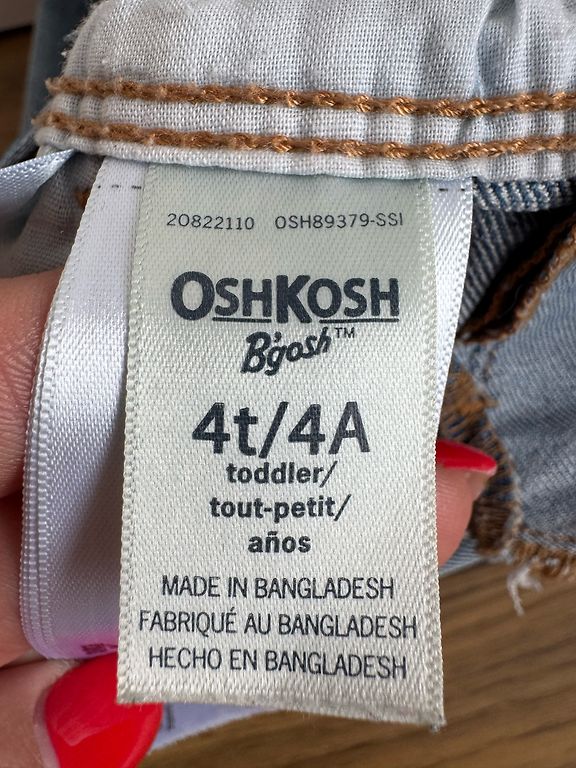 20822110 OSH89379-SSI
OSHKOSH
B'gosh™
4t/4A
toddler/
tout-petit/
años
MADE IN BANGLADESH
FABRIQUÉ AU BANGLADESH
HECHO EN BANGLADESH